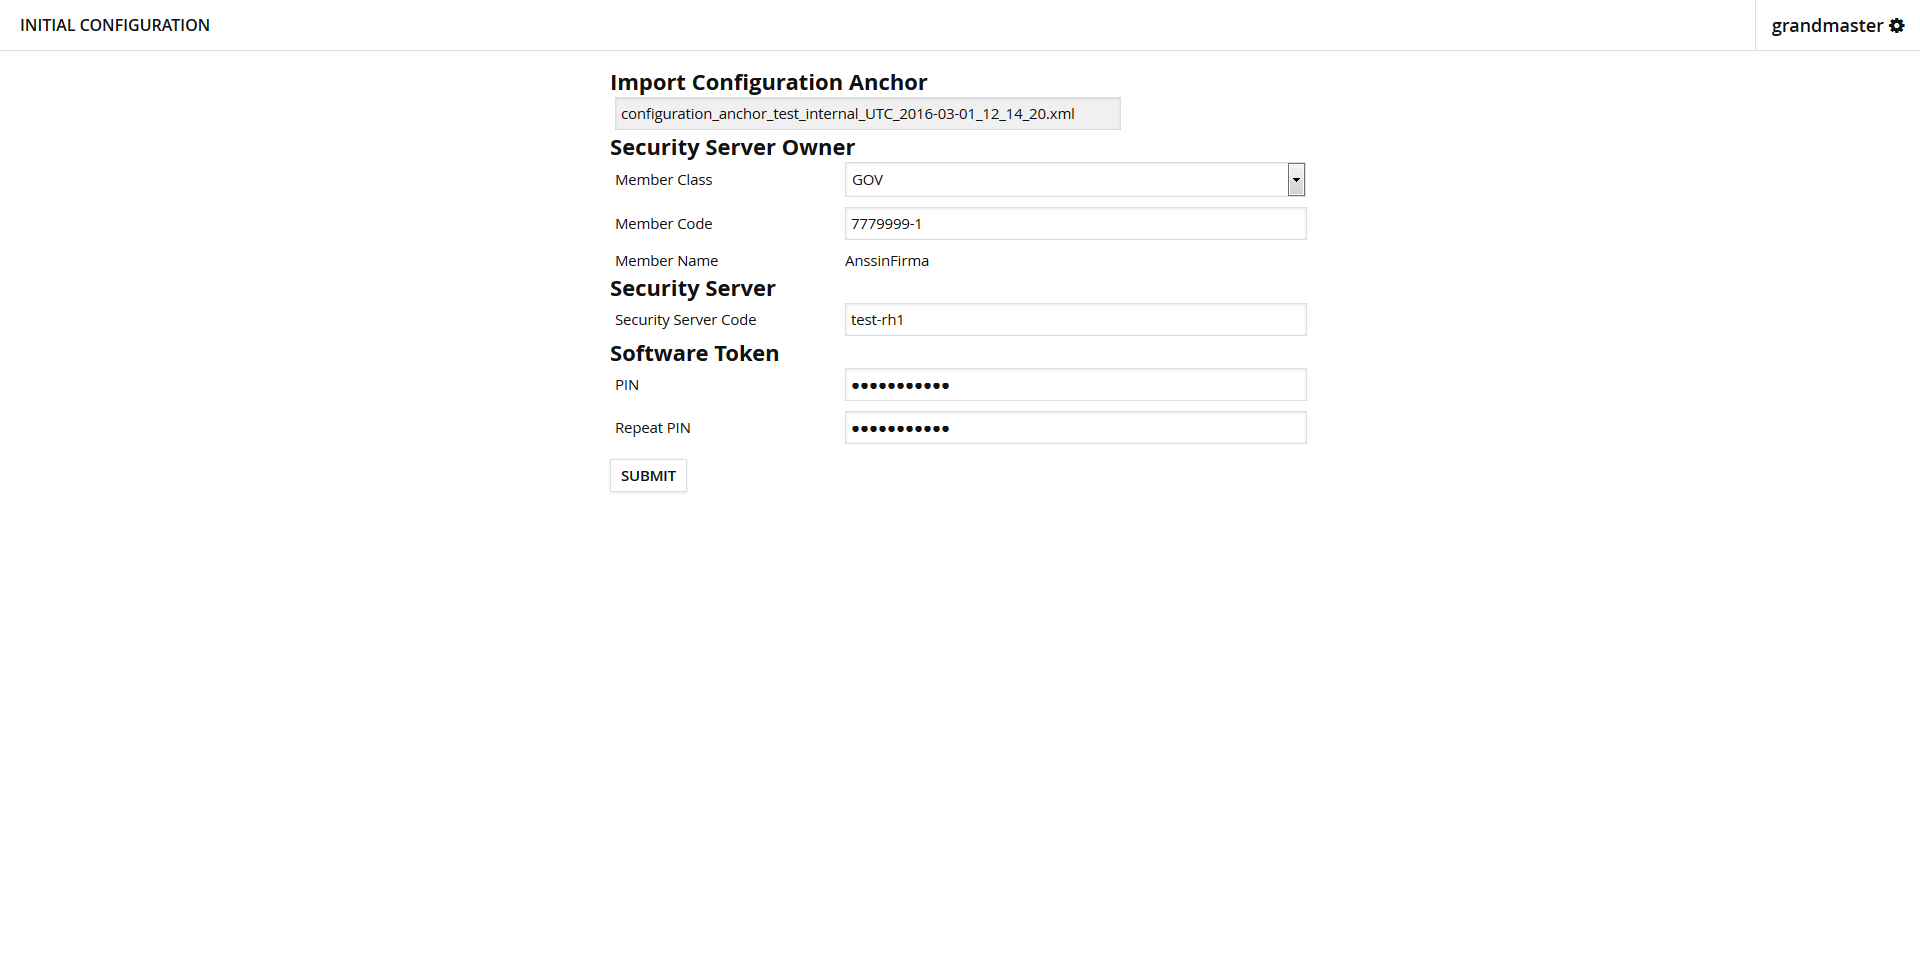 INITIAL CONFIGURATION
grandmaster
Import Configuration Anchor
configuration_anchor_test_internal_UTC_2016-03-01_12_14_20.xml
Security Server Owner
Member Class GOV
Member Code 7779999-1
Member Name AnssinFirma
Security Server
Security Server Code test-rh1
Software Token
PIN •••••••••••
Repeat PIN •••••••••••
SUBMIT